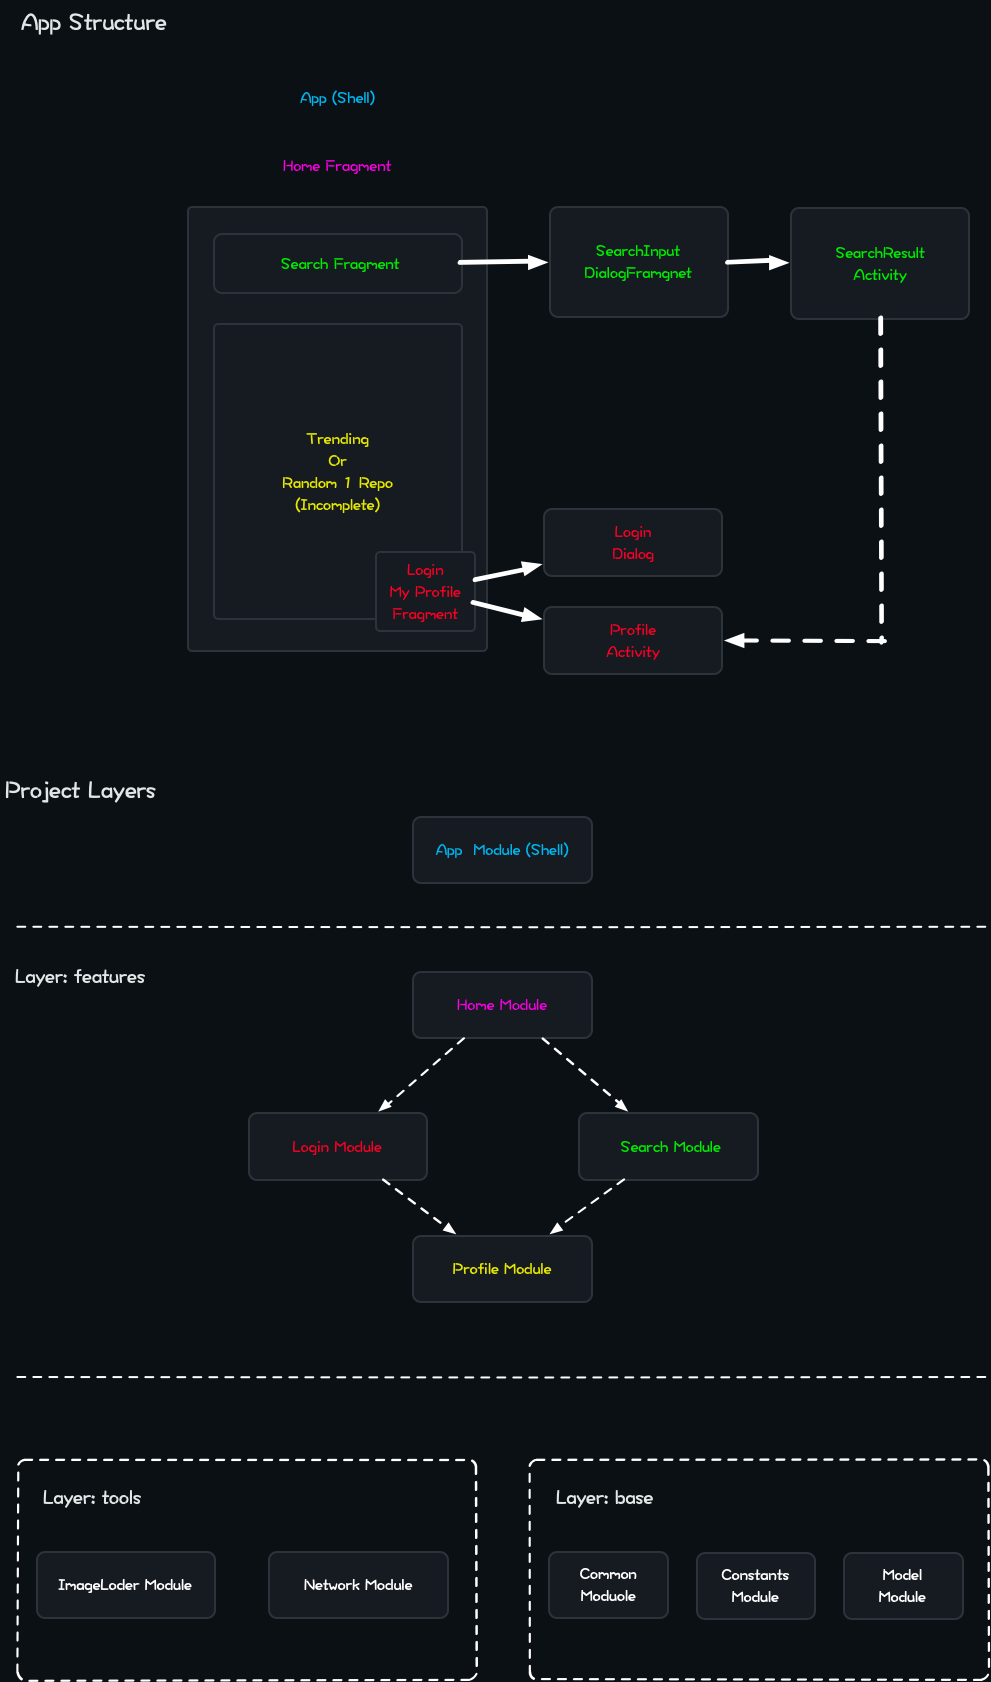 App Structure
App (Shell)
Home Fragment
Search Fragment
SearchInput
DialogFramgnet
SearchResult
Activity
Trending
Or
Random 1 Repo
(Incomplete)
Login
My Profile
Fragment
Login
Dialog
Profile
Activity
Project Layers
App Module (Shell)
Layer: features
Home Module
Login Module
Search Module
Profile Module
Layer: tools
ImageLoder Module
Network Module
Layer: base
Common
Moduole
Constants
Module
Model
Module